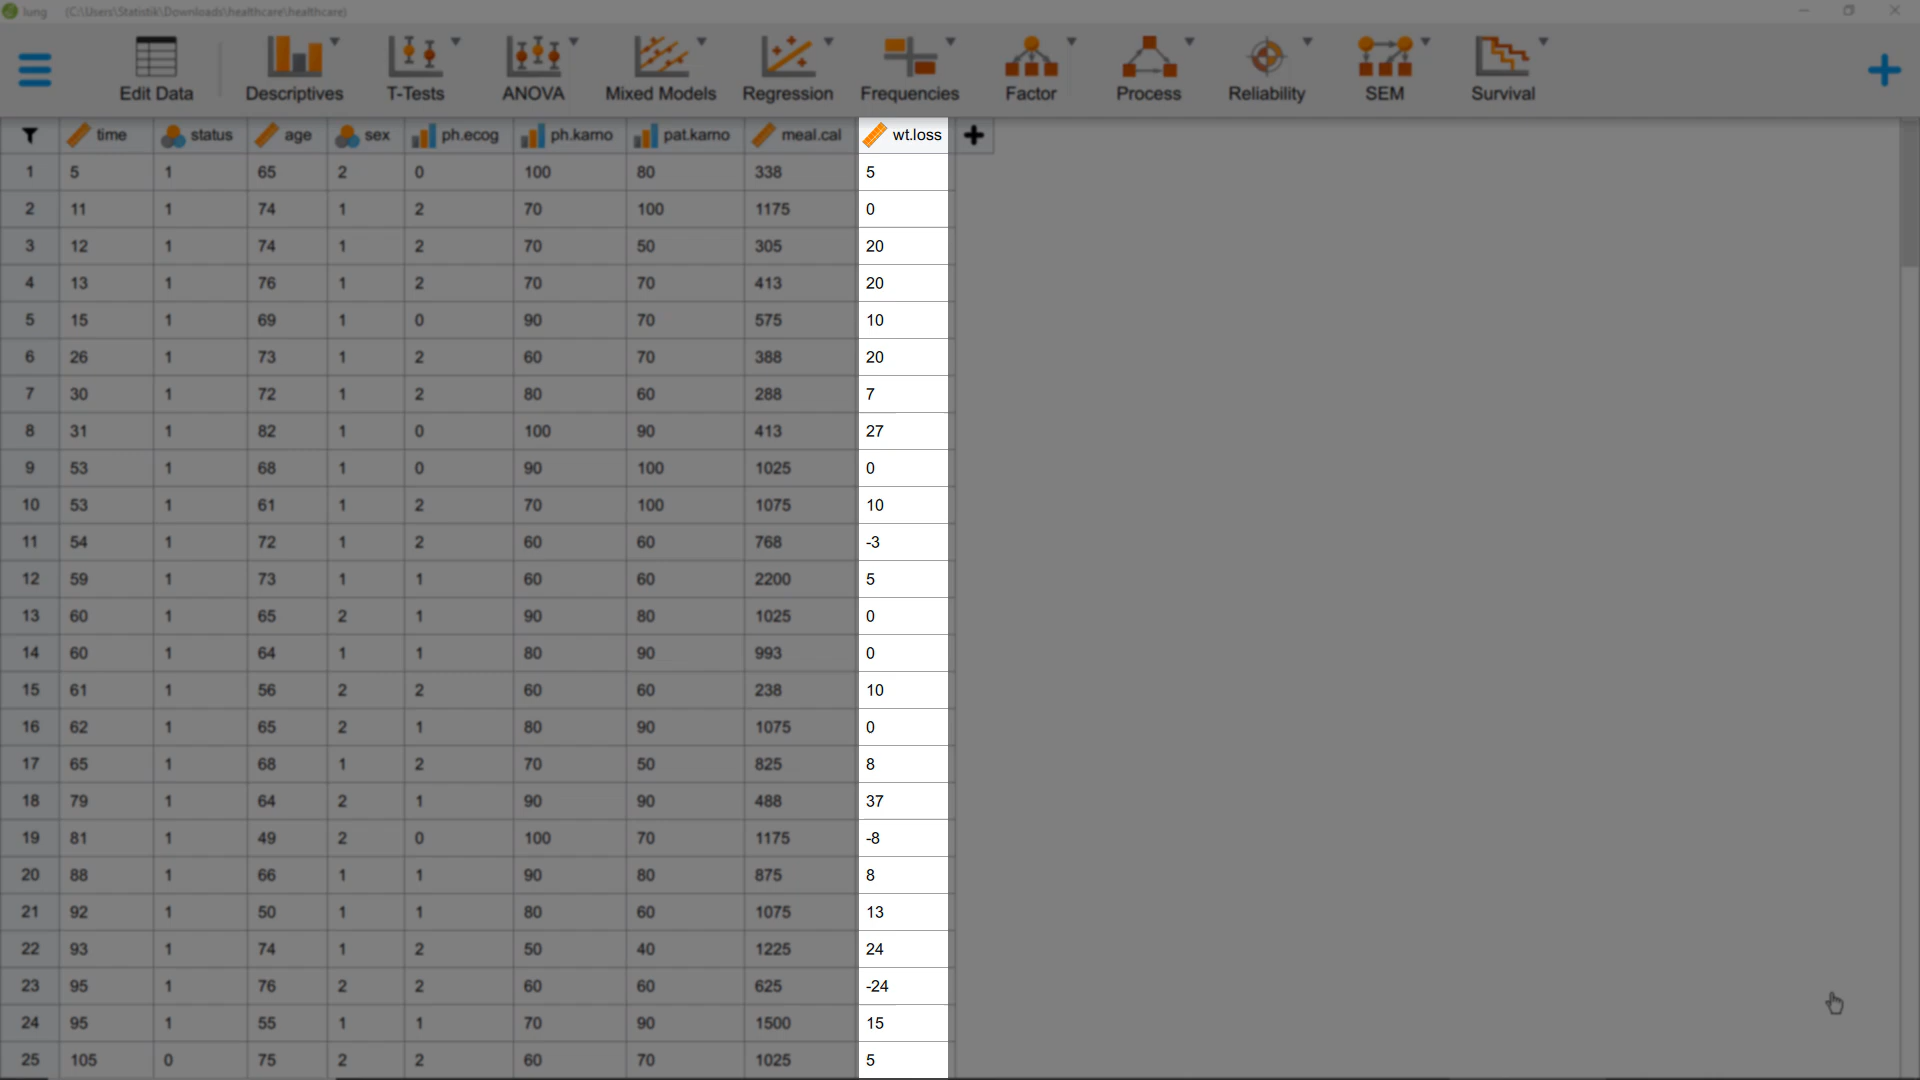 lung (C:\Users\Statistik\Downloads\healthcare\healthcare)
Edit Data Descriptives T-Tests ANOVA Mixed Models Regression Frequencies Factor Process Reliability SEM Survival
time status age sex ph.ecog ph.karno pat.karno meal.cal wt.loss
1 5 1 65 2 0 100 80 338 5
2 11 1 74 1 2 70 100 1175 0
3 12 1 74 1 2 70 50 305 20
4 13 1 76 1 2 70 70 413 20
5 15 1 69 1 0 90 70 575 10
6 26 1 73 1 2 60 70 388 20
7 30 1 72 1 2 80 60 288 7
8 31 1 82 1 0 100 90 413 27
9 53 1 68 1 0 90 100 1025 0
10 53 1 61 1 2 70 100 1075 10
11 54 1 72 1 2 60 60 768 -3
12 59 1 73 1 1 60 60 2200 5
13 60 1 65 2 1 90 80 1025 0
14 60 1 64 1 1 80 90 993 0
15 61 1 56 2 2 60 60 238 10
16 62 1 65 2 1 80 90 1075 0
17 65 1 68 1 2 70 50 825 8
18 79 1 64 2 1 90 90 488 37
19 81 1 49 2 0 100 70 1175 -8
20 88 1 66 1 1 90 80 875 8
21 92 1 50 1 1 80 60 1075 13
22 93 1 74 1 2 50 40 1225 24
23 95 1 76 2 2 60 60 625 -24
24 95 1 55 1 1 70 90 1500 15
25 105 0 75 2 2 60 70 1025 5